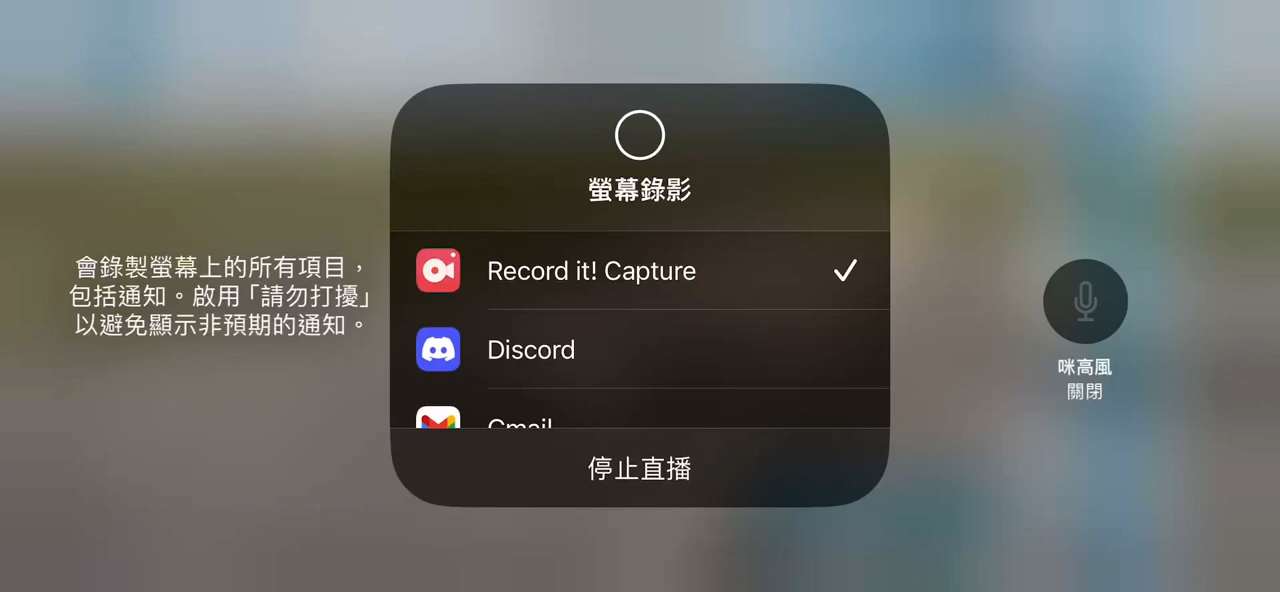 螢幕錄影
會錄製螢幕上的所有項目，
包括通知。啟用「請勿打擾」
以避免顯示非預期的通知。
Record it! Capture
Discord
Gmail
停止直播
咪高風
關閉